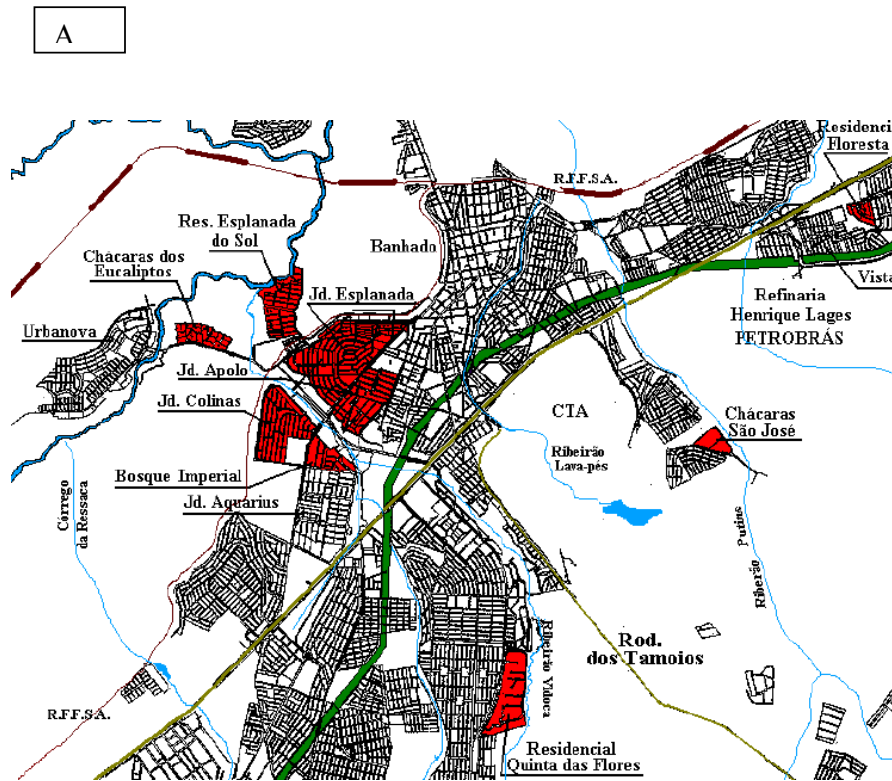 A
Residenci
Floresta
R.F.F.S.A.
Res. Esplanada
do Sol
Banhado
Chácaras dos
Eucaliptos
Jd. Esplanada
Vista
Refinaria
Henrique Lages
PETROBRÁS
Urbanova
Jd. Apolo
Jd. Colinas
CTA
Chácaras
São José
Ribeirão
Lava-pés
Bosque Imperial
Jd. Aquarius
Córrego
da Ressaca
Putins
Riberão
Ribeirão Vidoca
Rod.
dos Tamoios
R.F.F.S.A.
Residencial
Quinta das Flores